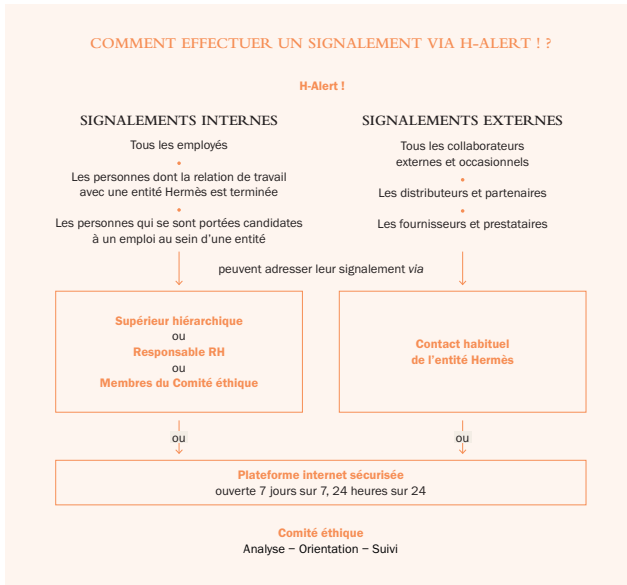 COMMENT EFFECTUER UN SIGNALEMENT VIA H-ALERT ! ?
H-Alert !
SIGNALEMENTS INTERNES
Tous les employés
•
Les personnes dont la relation de travail
avec une entité Hermès est terminée
•
Les personnes qui se sont portées candidates
à un emploi au sein d'une entité
SIGNALEMENTS EXTERNES
Tous les collaborateurs
externes et occasionnels
•
Les distributeurs et partenaires
•
Les fournisseurs et prestataires
peuvent adresser leur signalement via
Supérieur hiérarchique
ou
Responsable RH
ou
Membres du Comité éthique
Contact habituel
de l'entité Hermès
ou
ou
Plateforme internet sécurisée
ouverte 7 jours sur 7, 24 heures sur 24
Comité éthique
Analyse – Orientation – Suivi